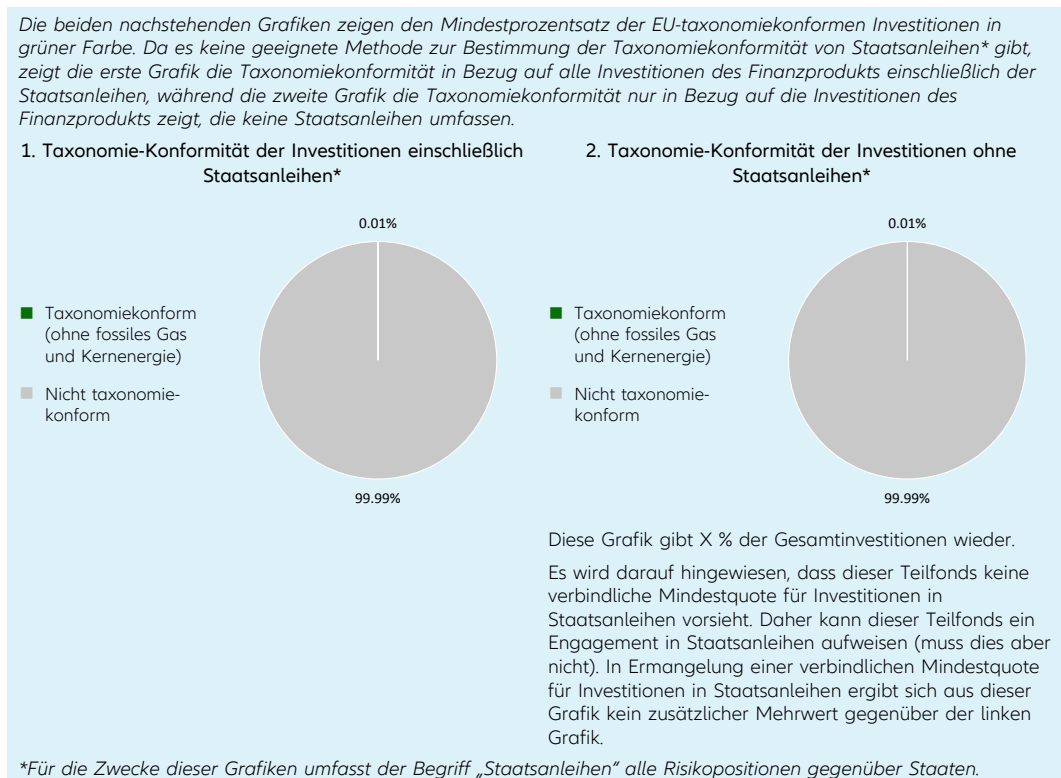 Die beiden nachstehenden Grafiken zeigen den Mindestprozentsatz der EU-taxonomiekonformen Investitionen in
grüner Farbe. Da es keine geeignete Methode zur Bestimmung der Taxonomiekonformität von Staatsanleihen* gibt,
zeigt die erste Grafik die Taxonomiekonformität in Bezug auf alle Investitionen des Finanzprodukts einschließlich der
Staatsanleihen, während die zweite Grafik die Taxonomiekonformität nur in Bezug auf die Investitionen des
Finanzprodukts zeigt, die keine Staatsanleihen umfassen.
1. Taxonomie-Konformität der Investitionen einschließlich
Staatsanleihen*
0.01%
Taxonomiekonform
(ohne fossiles Gas
und Kernenergie)
Nicht taxonomie-
konform
99.99%
2. Taxonomie-Konformität der Investitionen ohne
Staatsanleihen*
0.01%
Taxonomiekonform
(ohne fossiles Gas
und Kernenergie)
Nicht taxonomie-
konform
99.99%
Diese Grafik gibt X % der Gesamtinvestitionen wieder.
Es wird darauf hingewiesen, dass dieser Teilfonds keine
verbindliche Mindestquote für Investitionen in
Staatsanleihen vorsieht. Daher kann dieser Teilfonds ein
Engagement in Staatsanleihen aufweisen (muss dies aber
nicht). In Ermangelung einer verbindlichen Mindestquote
für Investitionen in Staatsanleihen ergibt sich aus dieser
Grafik kein zusätzlicher Mehrwert gegenüber der linken
Grafik.
*Für die Zwecke dieser Grafiken umfasst der Begriff „Staatsanleihen“ alle Risikopositionen gegenüber Staaten.